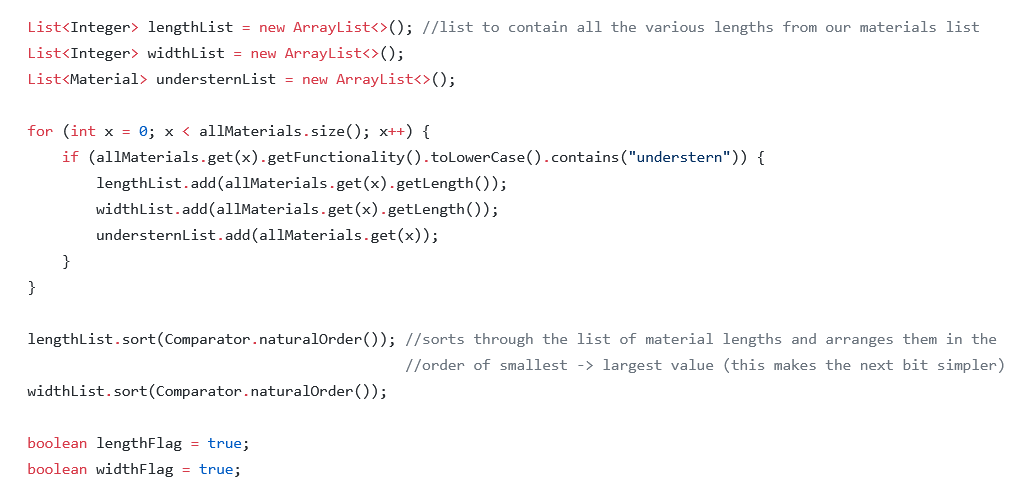 List<Integer> lengthList = new ArrayList<>(); //list to contain all the various lengths from our materials list
List<Integer> widthList = new ArrayList<>();
List<Material> understernList = new ArrayList<>();
for (int x = 0; x < allMaterials.size(); x++) {
if (allMaterials.get(x).getFunctionality().toLowerCase().contains("understern")) {
lengthList.add(allMaterials.get(x).getLength());
widthList.add(allMaterials.get(x).getLength());
understernList.add(allMaterials.get(x));
}
}
lengthList.sort(Comparator.naturalOrder()); //sorts through the list of material lengths and arranges them in the
//order of smallest -> largest value (this makes the next bit simpler)
widthList.sort(Comparator.naturalOrder());
boolean lengthFlag = true;
boolean widthFlag = true;